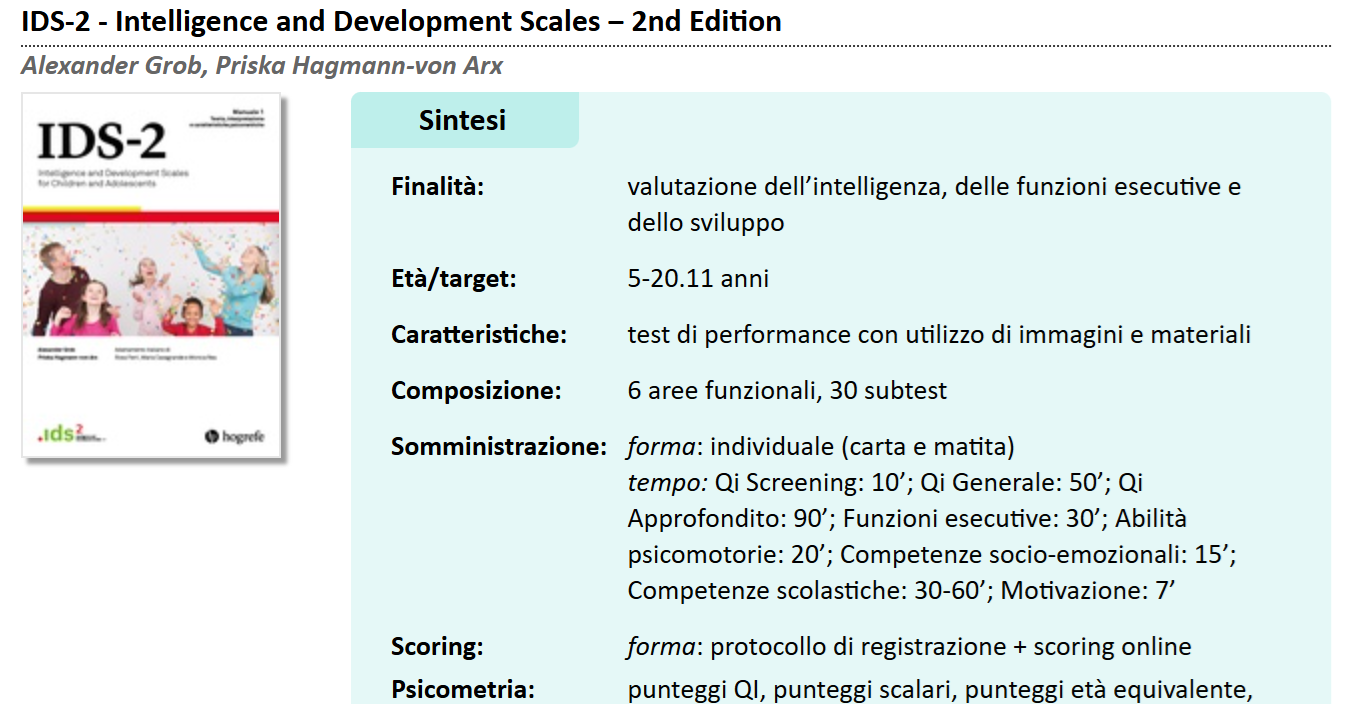 IDS-2 - Intelligence and Development Scales – 2nd Edition
Alexander Grob, Priska Hagmann-von Arx
Manuale 1
Teoria, interpretazione
e caratteristiche psicometriche
IDS-2
Intelligence and Development Scales
for Children and Adolescents
Alexander Grob
Priska Hagmann-von Arx
ids2
hogrefe
Sintesi
Finalità: valutazione dell’intelligenza, delle funzioni esecutive e
dello sviluppo
Età/target: 5-20.11 anni
Caratteristiche: test di performance con utilizzo di immagini e materiali
Composizione: 6 aree funzionali, 30 subtest
Somministrazione: forma: individuale (carta e matita)
tempo: Qi Screening: 10’; Qi Generale: 50’; Qi
Approfondito: 90’; Funzioni esecutive: 30’; Abilità
psicomotorie: 20’; Competenze socio-emozionali: 15’;
Competenze scolastiche: 30-60’; Motivazione: 7’
Scoring: forma: protocollo di registrazione + scoring online
Psicometria: punteggi QI, punteggi scalari, punteggi età equivalente,